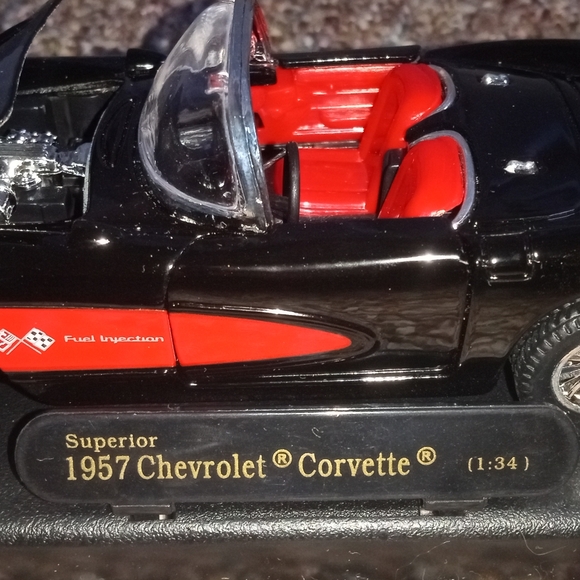 Fuel Injection
Superior
1957 Chevrolet® Corvette® (1:34)